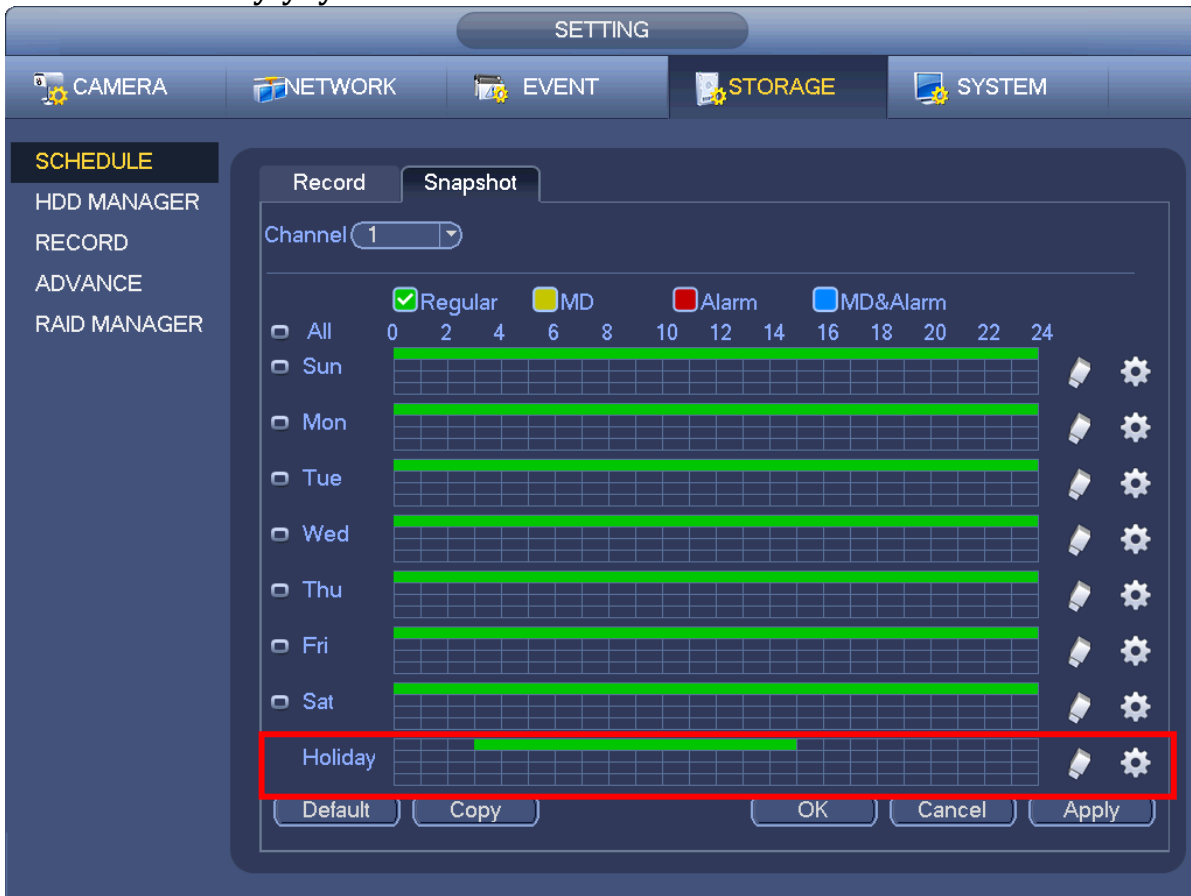 SETTING
CAMERA NETWORK EVENT STORAGE SYSTEM
SCHEDULE
HDD MANAGER
RECORD
ADVANCE
RAID MANAGER
Record Snapshot
Channel 1
Regular MD Alarm MD&Alarm
All 0 2 4 6 8 10 12 14 16 18 20 22 24
Sun
Mon
Tue
Wed
Thu
Fri
Sat
Holiday
Default Copy OK Cancel Apply